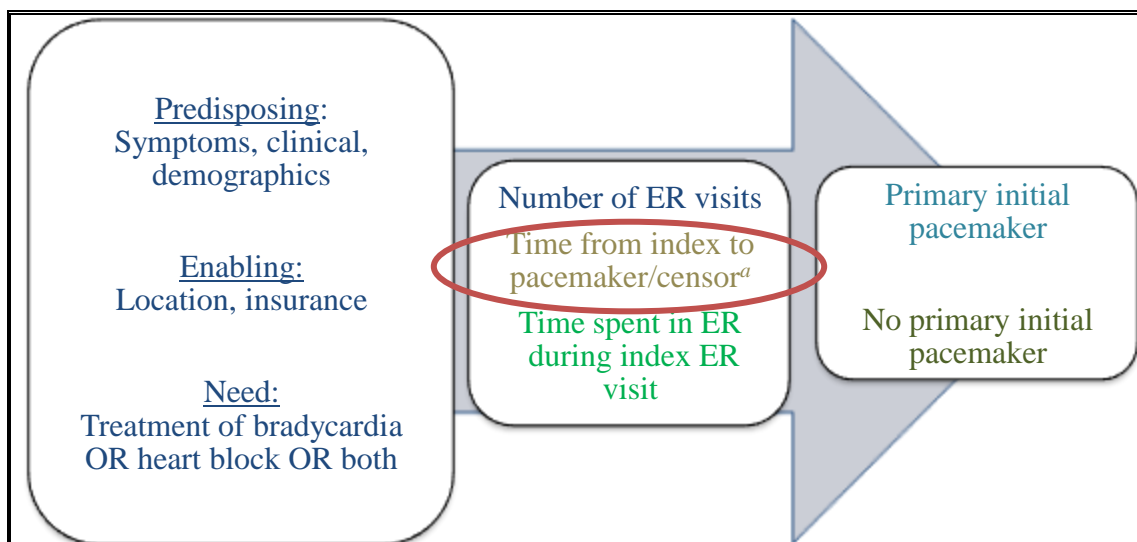 Predisposing:
Symptoms, clinical,
demographics
Enabling:
Location, insurance
Need:
Treatment of bradycardia
OR heart block OR both
Number of ER visits
Time from index to
pacemaker/censorᵃ
Time spent in ER
during index ER
visit
Primary initial
pacemaker
No primary initial
pacemaker